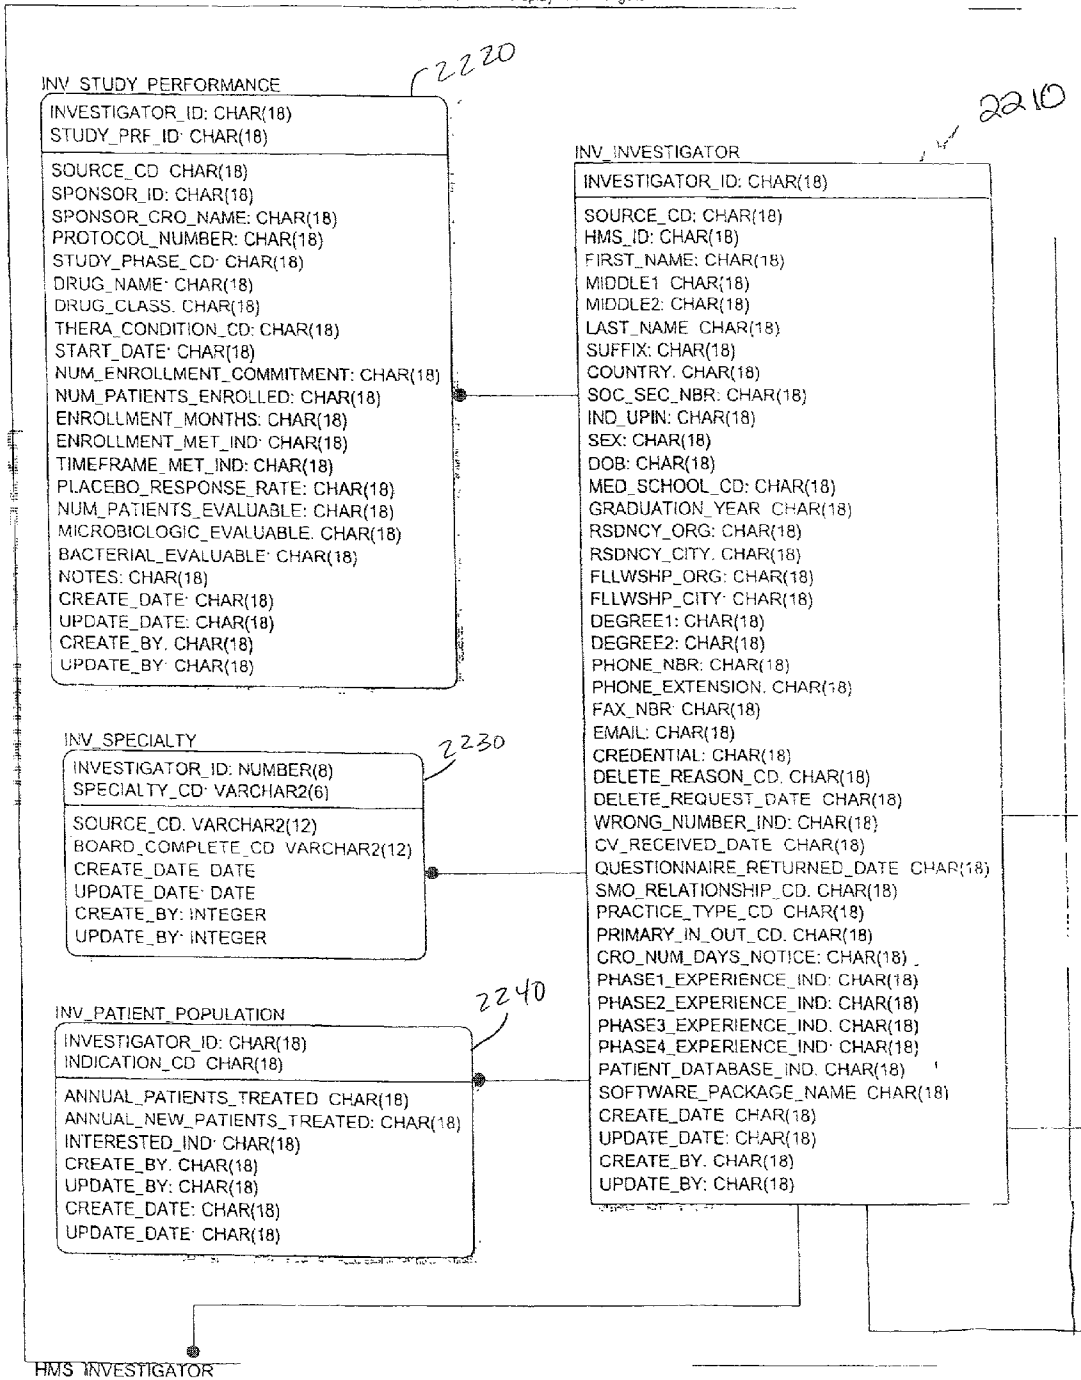 2220
INV_STUDY_PERFORMANCE
INVESTIGATOR_ID: CHAR(18)
STUDY_PRF_ID: CHAR(18)
SOURCE_CD CHAR(18)
SPONSOR_ID: CHAR(18)
SPONSOR_CRO_NAME: CHAR(18)
PROTOCOL_NUMBER: CHAR(18)
STUDY_PHASE_CD: CHAR(18)
DRUG_NAME: CHAR(18)
DRUG_CLASS. CHAR(18)
THERA_CONDITION_CD: CHAR(18)
START_DATE: CHAR(18)
NUM_ENROLLMENT_COMMITMENT: CHAR(18)
NUM_PATIENTS_ENROLLED: CHAR(18)
ENROLLMENT_MONTHS: CHAR(18)
ENROLLMENT_MET_IND: CHAR(18)
TIMEFRAME_MET_IND: CHAR(18)
PLACEBO_RESPONSE_RATE: CHAR(18)
NUM_PATIENTS_EVALUABLE: CHAR(18)
MICROBIOLOGIC_EVALUABLE. CHAR(18)
BACTERIAL_EVALUABLE: CHAR(18)
NOTES: CHAR(18)
CREATE_DATE: CHAR(18)
UPDATE_DATE: CHAR(18)
CREATE_BY. CHAR(18)
UPDATE_BY: CHAR(18)
2230
INV_SPECIALTY
INVESTIGATOR_ID: NUMBER(8)
SPECIALTY_CD: VARCHAR2(6)
SOURCE_CD. VARCHAR2(12)
BOARD_COMPLETE_CD VARCHAR2(12)
CREATE_DATE DATE
UPDATE_DATE: DATE
CREATE_BY: INTEGER
UPDATE_BY: INTEGER
2240
INV_PATIENT_POPULATION
INVESTIGATOR_ID: CHAR(18)
INDICATION_CD CHAR(18)
ANNUAL_PATIENTS_TREATED CHAR(18)
ANNUAL_NEW_PATIENTS_TREATED: CHAR(18)
INTERESTED_IND: CHAR(18)
CREATE_BY. CHAR(18)
UPDATE_BY: CHAR(18)
CREATE_DATE: CHAR(18)
UPDATE_DATE: CHAR(18)
2210
INV_INVESTIGATOR
INVESTIGATOR_ID: CHAR(18)
SOURCE_CD: CHAR(18)
HMS_ID: CHAR(18)
FIRST_NAME: CHAR(18)
MIDDLE1 CHAR(18)
MIDDLE2: CHAR(18)
LAST_NAME CHAR(18)
SUFFIX: CHAR(18)
COUNTRY. CHAR(18)
SOC_SEC_NBR: CHAR(18)
IND_UPIN: CHAR(18)
SEX: CHAR(18)
DOB: CHAR(18)
MED_SCHOOL_CD: CHAR(18)
GRADUATION_YEAR CHAR(18)
RSDNCY_ORG: CHAR(18)
RSDNCY_CITY. CHAR(18)
FLLWSHP_ORG: CHAR(18)
FLLWSHP_CITY: CHAR(18)
DEGREE1: CHAR(18)
DEGREE2: CHAR(18)
PHONE_NBR: CHAR(18)
PHONE_EXTENSION. CHAR(18)
FAX_NBR CHAR(18)
EMAIL: CHAR(18)
CREDENTIAL: CHAR(18)
DELETE_REASON_CD. CHAR(18)
DELETE_REQUEST_DATE CHAR(18)
WRONG_NUMBER_IND: CHAR(18)
CV_RECEIVED_DATE CHAR(18)
QUESTIONNAIRE_RETURNED_DATE CHAR(18)
SMO_RELATIONSHIP_CD. CHAR(18)
PRACTICE_TYPE_CD CHAR(18)
PRIMARY_IN_OUT_CD. CHAR(18)
CRO_NUM_DAYS_NOTICE: CHAR(18)
PHASE1_EXPERIENCE_IND: CHAR(18)
PHASE2_EXPERIENCE_IND: CHAR(18)
PHASE3_EXPERIENCE_IND. CHAR(18)
PHASE4_EXPERIENCE_IND: CHAR(18)
PATIENT_DATABASE_IND. CHAR(18)
SOFTWARE_PACKAGE_NAME CHAR(18)
CREATE_DATE CHAR(18)
UPDATE_DATE: CHAR(18)
CREATE_BY. CHAR(18)
UPDATE_BY: CHAR(18)
HMS_INVESTIGATOR